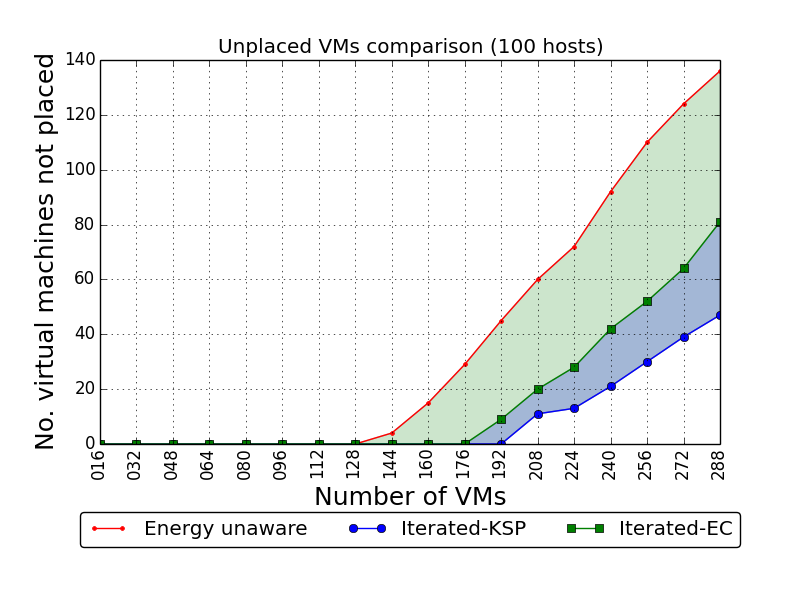 Unplaced VMs comparison (100 hosts)
No. virtual machines not placed
140
120
100
80
60
40
20
0
016 032 048 064 080 096 112 128 144 160 176 192 208 224 240 256 272 288
Number of VMs
Energy unaware Iterated-KSP Iterated-EC